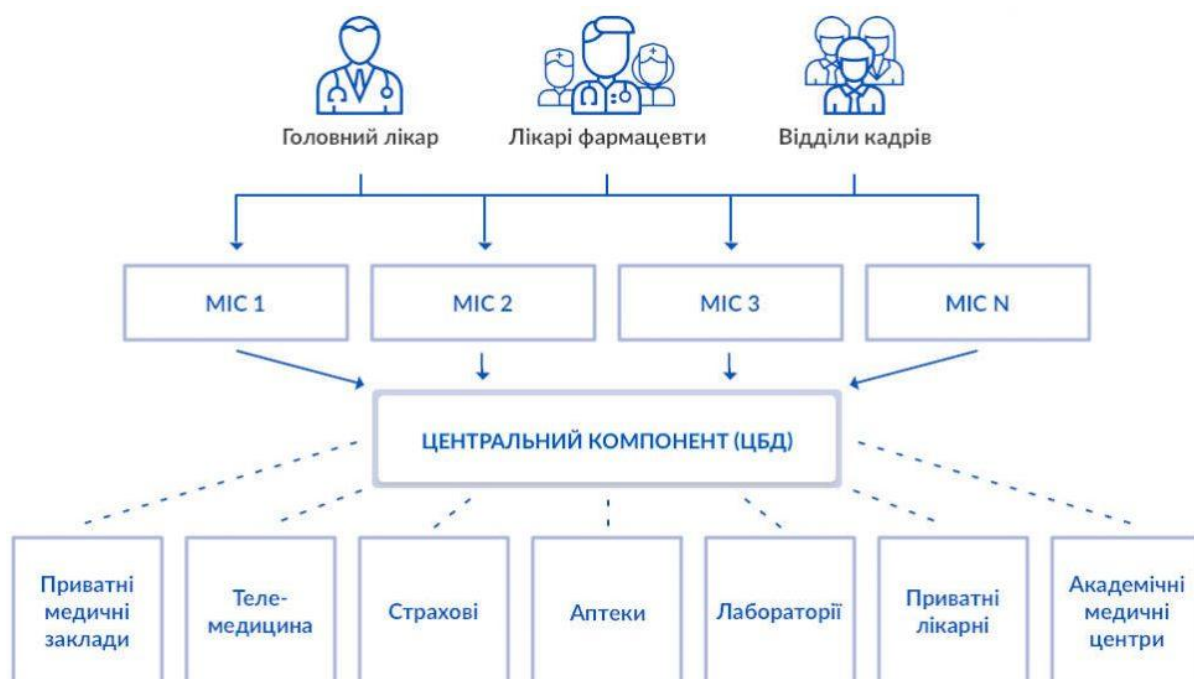 Головний лікар
Лікарі фармацевти
Відділи кадрів
МІС 1
МІС 2
МІС 3
МІС N
ЦЕНТРАЛЬНИЙ КОМПОНЕНТ (ЦБД)
Приватні
медичні
заклади
Теле-
медицина
Страхові
Аптеки
Лабораторії
Приватні
лікарні
Академічні
медичні
центри